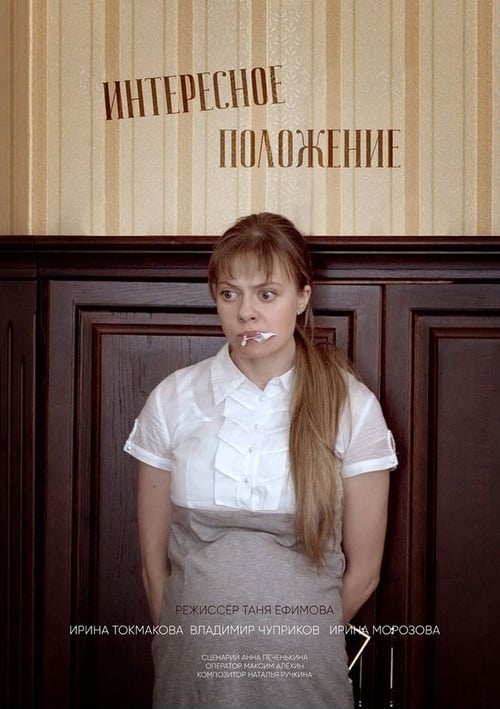 ИНТЕРЕСНОЕ
ПОЛОЖЕНИЕ
РЕЖИССЁР ТАНЯ ЕФИМОВА
ИРИНА ТОКМАКОВА ВЛАДИМИР ЧУПРИКОВ ИРИНА МОРОЗОВА
СЦЕНАРИЙ АННА ПЕЧЕНЬКИНА
ОПЕРАТОР МАКСИМ АЛЁХИН
КОМПОЗИТОР НАТАЛЬЯ РУЧКИНА